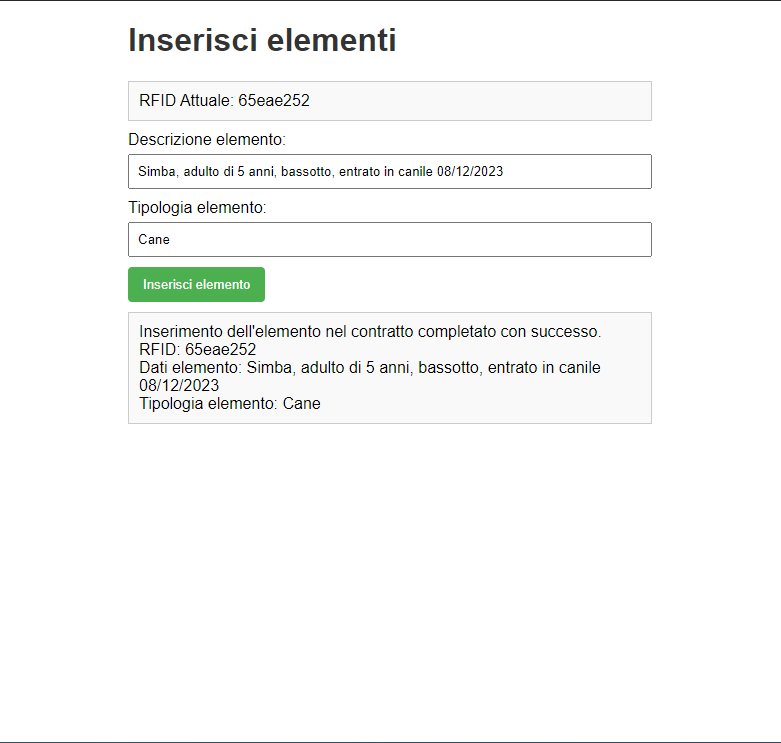 Inserisci elementi
RFID Attuale: 65eae252
Descrizione elemento:
Simba, adulto di 5 anni, bassotto, entrato in canile 08/12/2023
Tipologia elemento:
Cane
Inserisci elemento
Inserimento dell'elemento nel contratto completato con successo.
RFID: 65eae252
Dati elemento: Simba, adulto di 5 anni, bassotto, entrato in canile
08/12/2023
Tipologia elemento: Cane